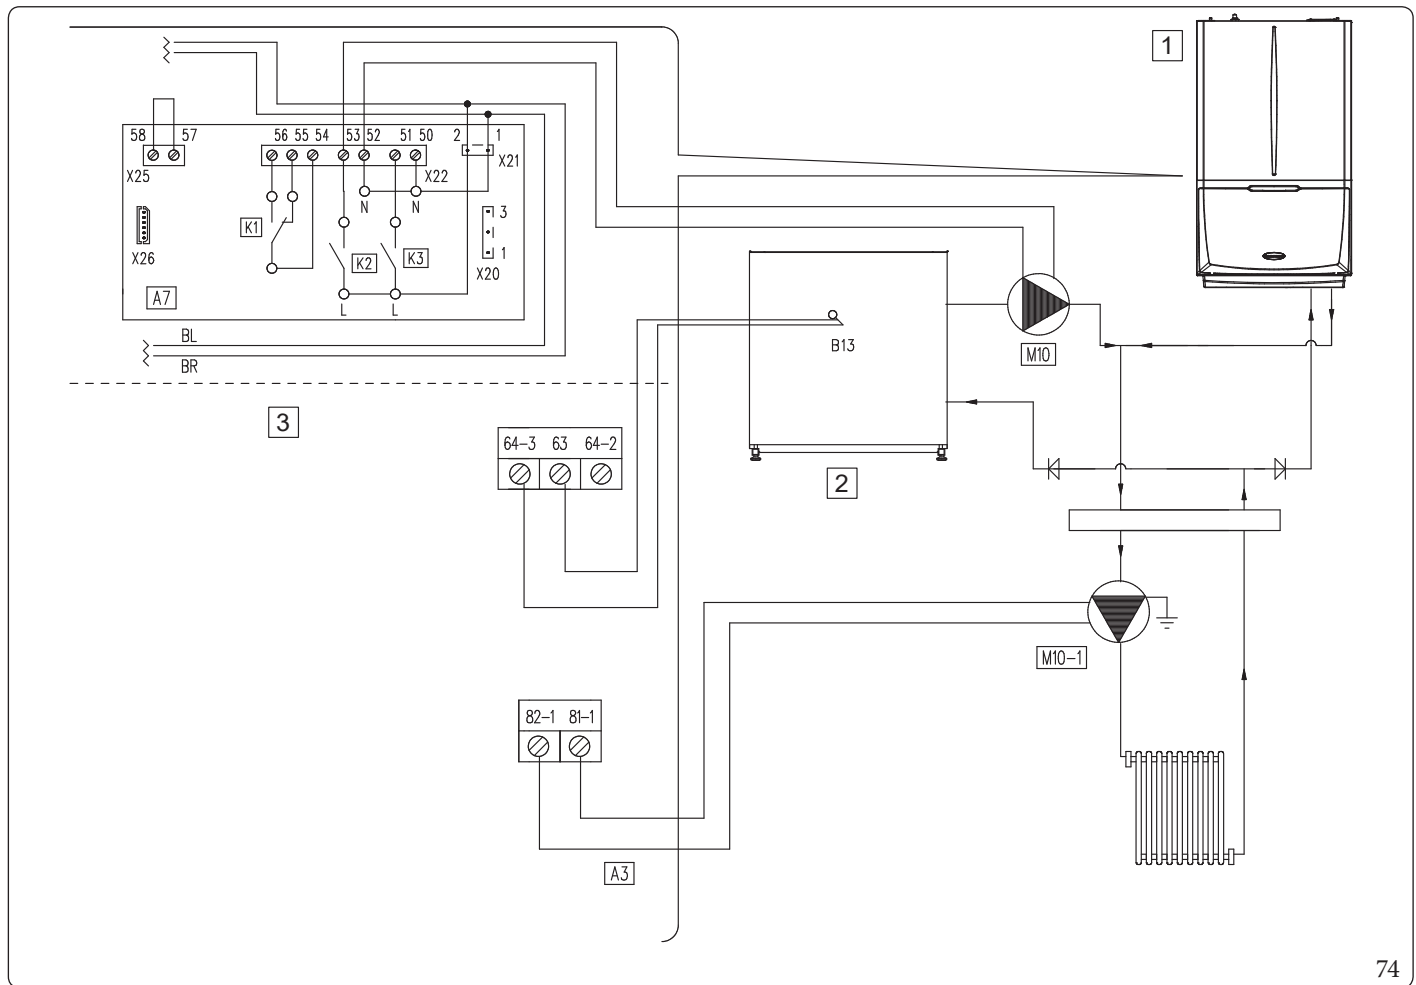 1
58 57
56 55 54 53 52 51 50 2 1
X25 X22 X21
K1 N N 3
K2 K3 1
X26 X20
A7 L L
BL
BR
B13
M10
3
64-3 63 64-2
2
M10-1
82-1 81-1
A3
74